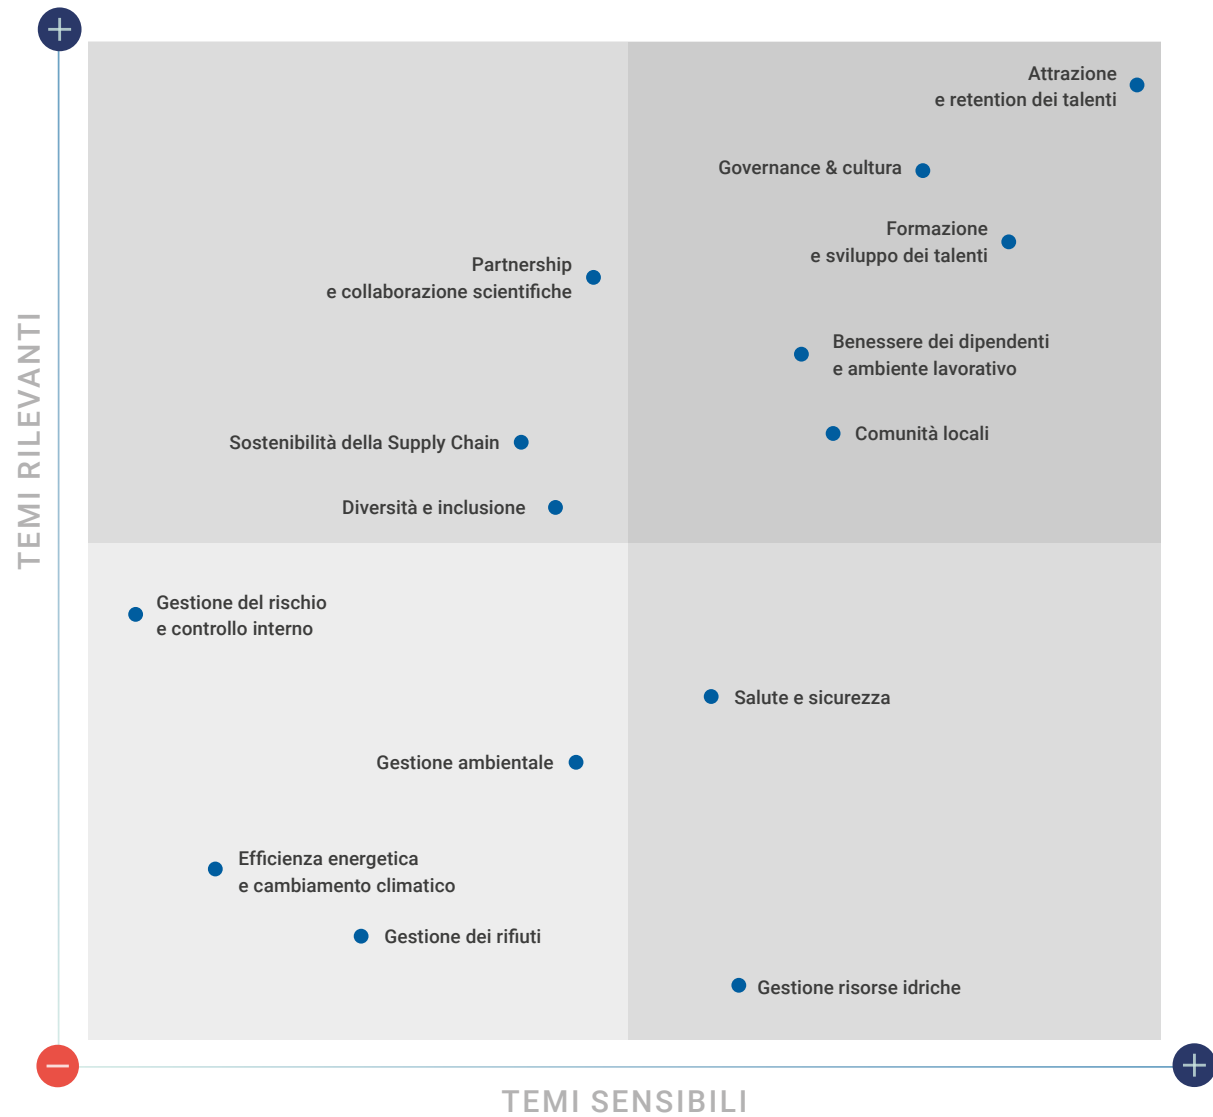 Attrazione
e retention dei talenti
Governance & cultura
Formazione
e sviluppo dei talenti
Partnership
e collaborazione scientifiche
Benessere dei dipendenti
e ambiente lavorativo
Sostenibilità della Supply Chain
Comunità locali
Diversità e inclusione
TEMI RILEVANTI
Gestione del rischio
e controllo interno
Salute e sicurezza
Gestione ambientale
Efficienza energetica
e cambiamento climatico
Gestione dei rifiuti
Gestione risorse idriche
TEMI SENSIBILI